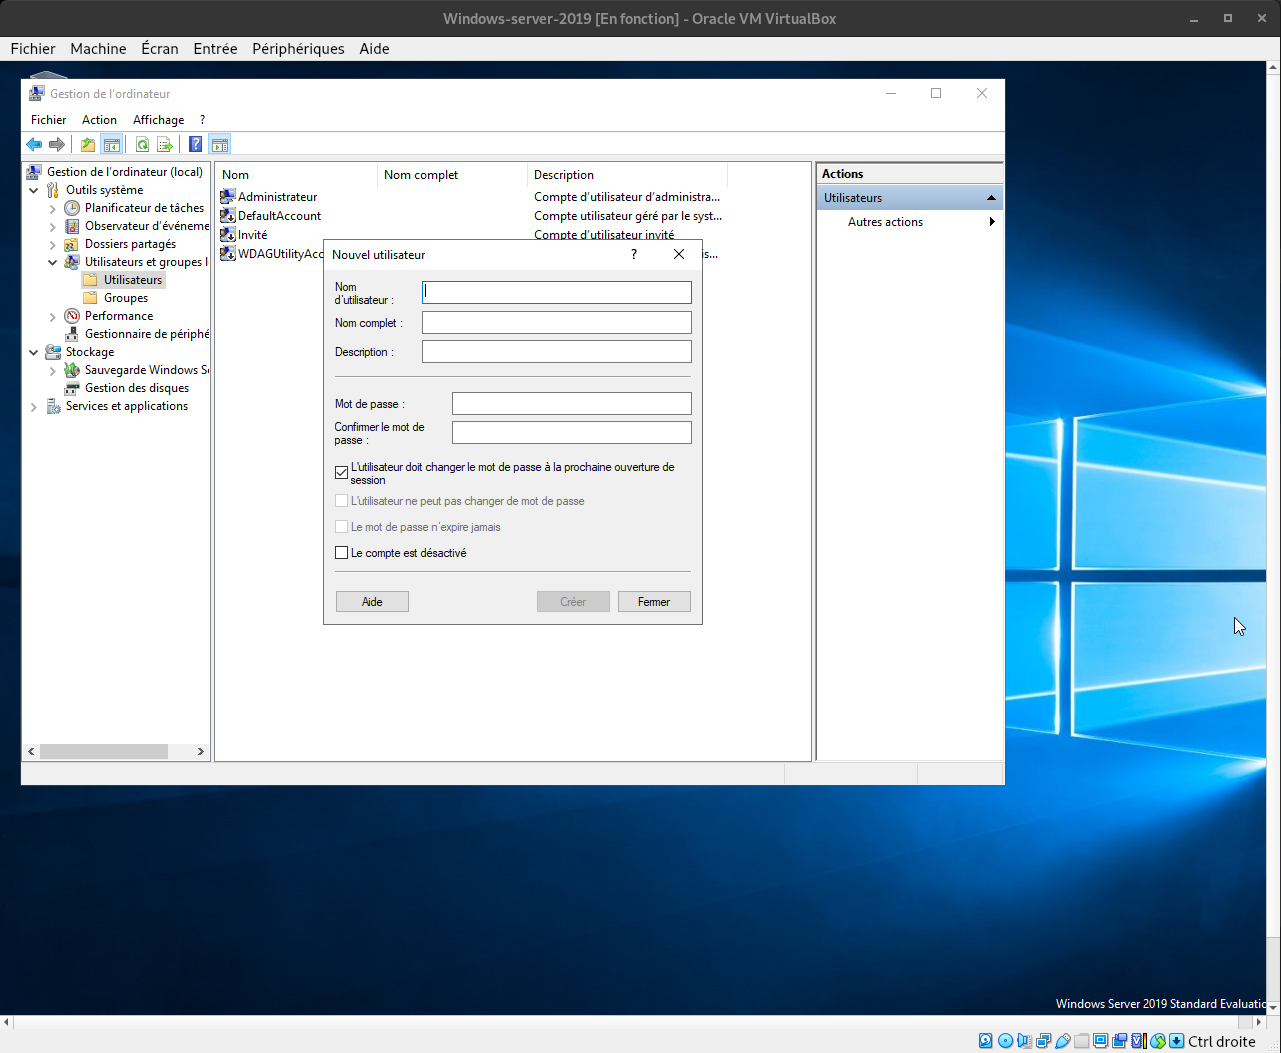 Windows-server-2019 [En fonction] - Oracle VM VirtualBox
Fichier Machine Écran Entrée Périphériques Aide
Gestion de l'ordinateur
Fichier Action Affichage ?
Gestion de l'ordinateur (local)
Outils système
Planificateur de tâches
Observateur d'événeme
Dossiers partagés
Utilisateurs et groupes l
Utilisateurs
Groupes
Performance
Gestionnaire de périphé
Stockage
Sauvegarde Windows Se
Gestion des disques
Services et applications
Nom Nom complet Description
Administrateur Compte d'utilisateur d'administra...
DefaultAccount Compte utilisateur géré par le syst...
Invité Compte d'utilisateur invité
WDAGUtilityAcc is...
Actions
Utilisateurs
Autres actions
Nouvel utilisateur ?
Nom
d'utilisateur :
Nom complet :
Description :
Mot de passe :
Confirmer le mot de
passe :
L'utilisateur doit changer le mot de passe à la prochaine ouverture de
session
L'utilisateur ne peut pas changer de mot de passe
Le mot de passe n'expire jamais
Le compte est désactivé
Aide Créer Fermer
Windows Server 2019 Standard Evaluatio
Ctrl droite